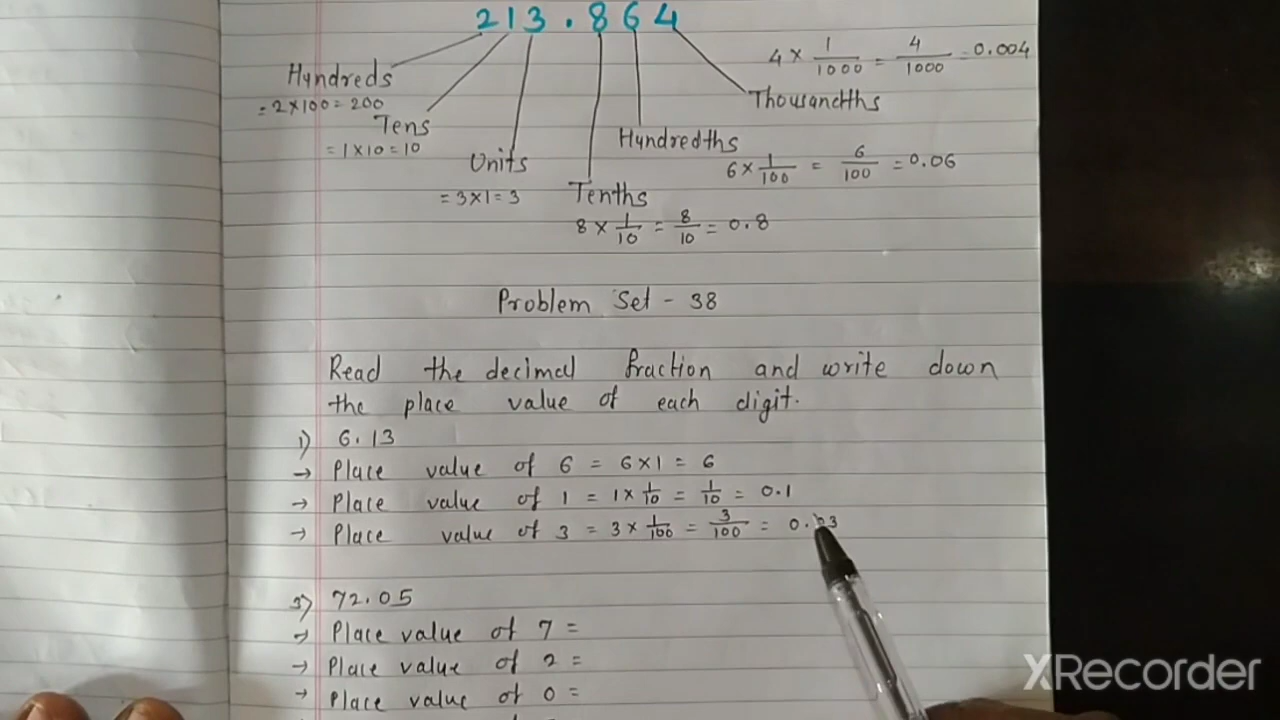 213.864
4 × 1/1000 = 4/1000 = 0.004
Hundreds
= 2×100 = 200
Thousandths
Tens
= 1×10 = 10
Hundredths
6 × 1/100 = 6/100 = 0.06
Units
= 3×1 = 3
Tenths
8 × 1/10 = 8/10 = 0.8
Problem Set - 38
Read the decimal fraction and write down
the place value of each digit.
1) 6.13
→ Place value of 6 = 6×1 = 6
→ Place value of 1 = 1 × 1/10 = 1/10 = 0.1
→ Place value of 3 = 3 × 1/100 = 3/100 = 0.03
3) 72.05
→ Place value of 7 =
→ Place value of 2 =
→ Place value of 0 =
XRecorder